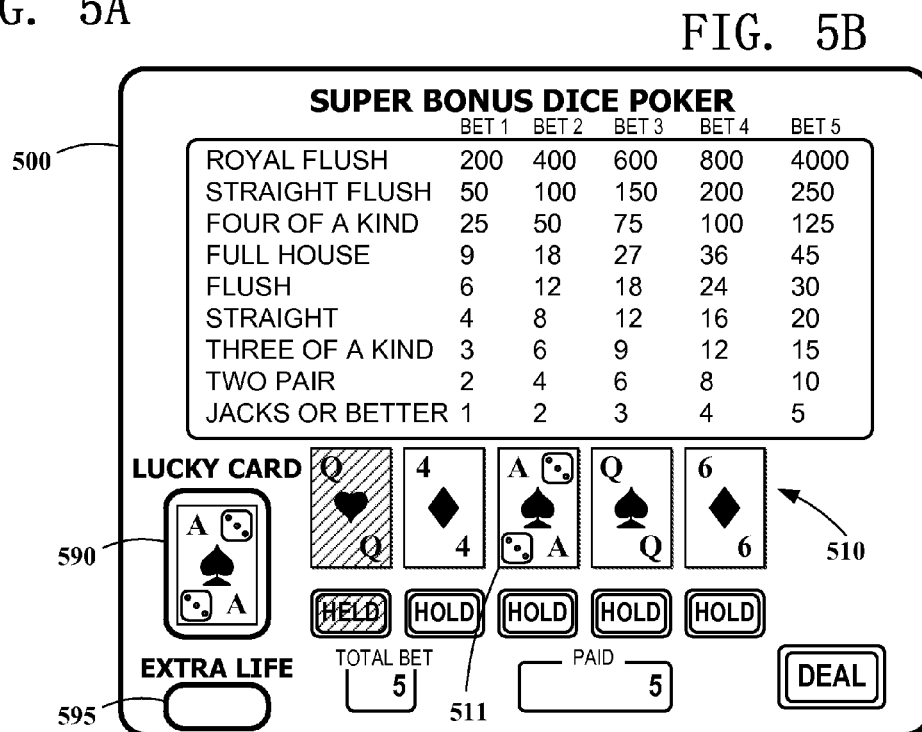 G. 5A
FIG. 5B
SUPER BONUS DICE POKER
BET 1 BET 2 BET 3 BET 4 BET 5
500
ROYAL FLUSH 200 400 600 800 4000
STRAIGHT FLUSH 50 100 150 200 250
FOUR OF A KIND 25 50 75 100 125
FULL HOUSE 9 18 27 36 45
FLUSH 6 12 18 24 30
STRAIGHT 4 8 12 16 20
THREE OF A KIND 3 6 9 12 15
TWO PAIR 2 4 6 8 10
JACKS OR BETTER 1 2 3 4 5
LUCKY CARD
Q 4 A Q 6
Q 4 A Q 6
510
590
A
A
HELD HOLD HOLD HOLD HOLD
EXTRA LIFE
TOTAL BET
5
PAID
5
DEAL
595
511